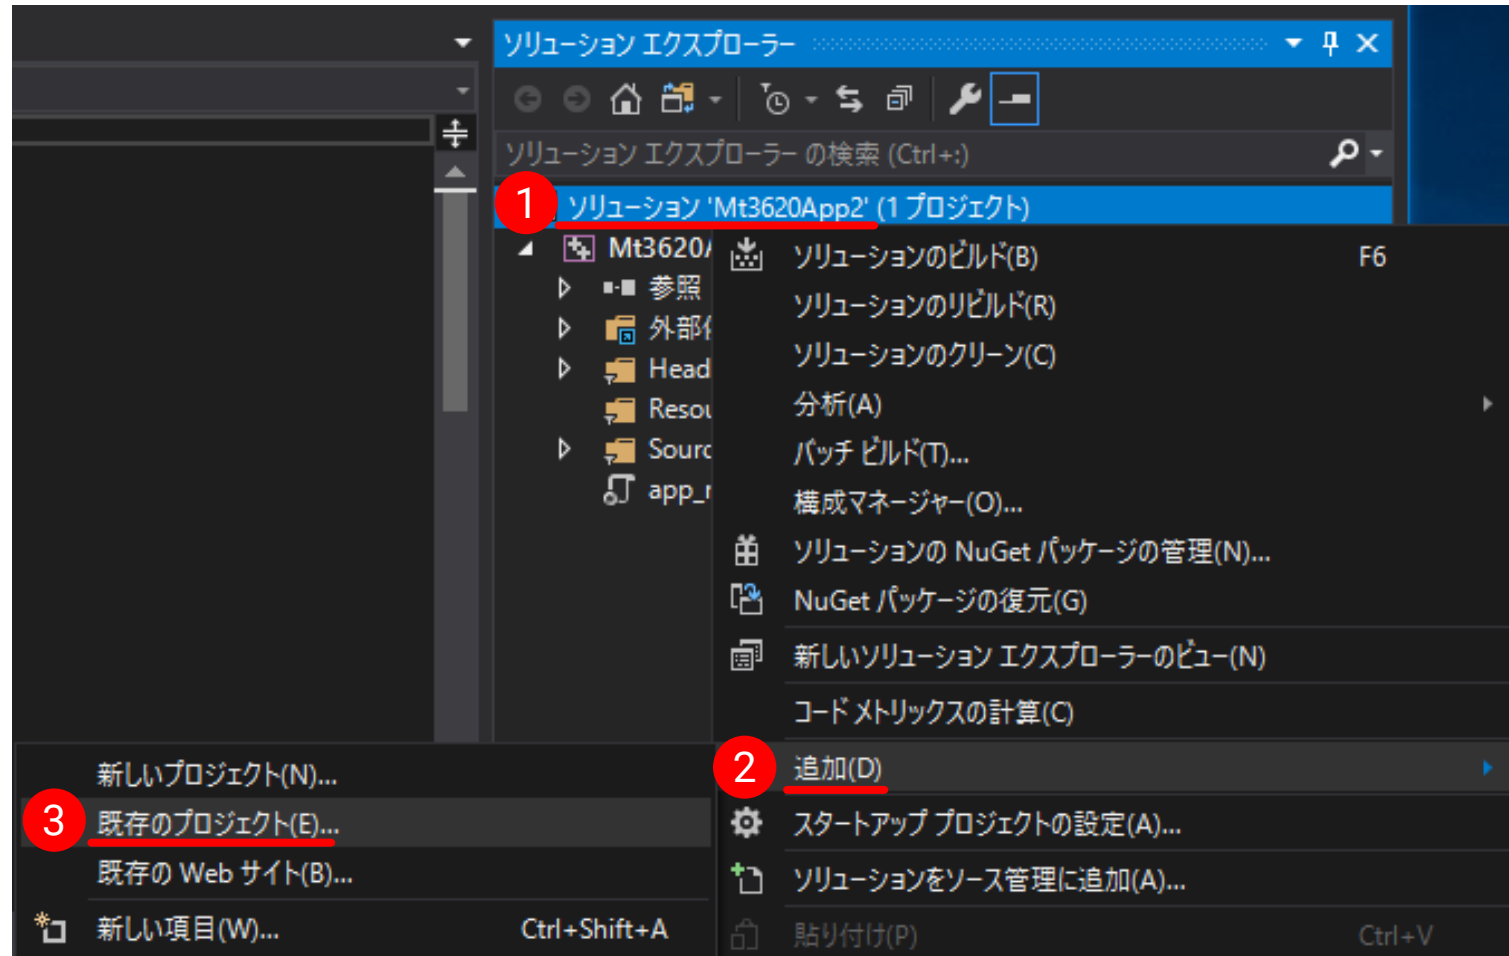 ソリューション エクスプローラー
ソリューション エクスプローラー の検索 (Ctrl+:)
1 ソリューション 'Mt3620App2' (1 プロジェクト)
Mt3620A
参照
外部
Head
Resou
Sourc
app_
ソリューションのビルド(B) F6
ソリューションのリビルド(R)
ソリューションのクリーン(C)
分析(A)
バッチ ビルド(T)...
構成マネージャー(O)...
ソリューションの NuGet パッケージの管理(N)...
NuGet パッケージの復元(G)
新しいソリューション エクスプローラーのビュー(N)
コード メトリックスの計算(C)
2 追加(D)
スタートアップ プロジェクトの設定(A)...
ソリューションをソース管理に追加(A)...
貼り付け(P) Ctrl+V
新しいプロジェクト(N)...
3 既存のプロジェクト(E)...
既存の Web サイト(B)...
新しい項目(W)... Ctrl+Shift+A